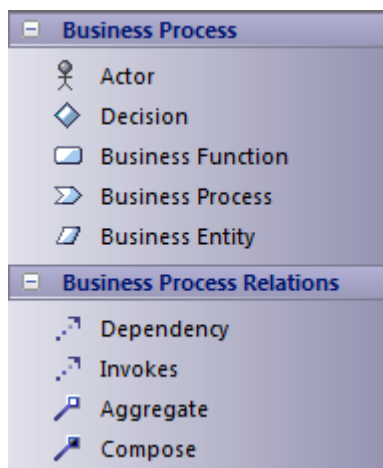 Business Process
Actor
Decision
Business Function
Business Process
Business Entity
Business Process Relations
Dependency
Invokes
Aggregate
Compose